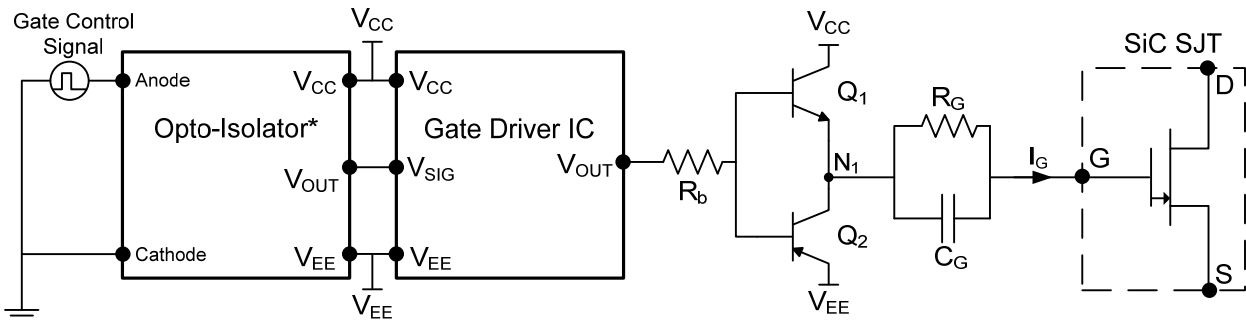 Gate Control
Signal
Anode
Cathode
Opto-Isolator*
VCC
VOUT
VEE
VCC
VEE
Gate Driver IC
VCC
VSIG
VEE
VOUT
Rb
VCC
Q1
N1
Q2
VEE
RG
CG
IG
SiC SJT
D
G
S